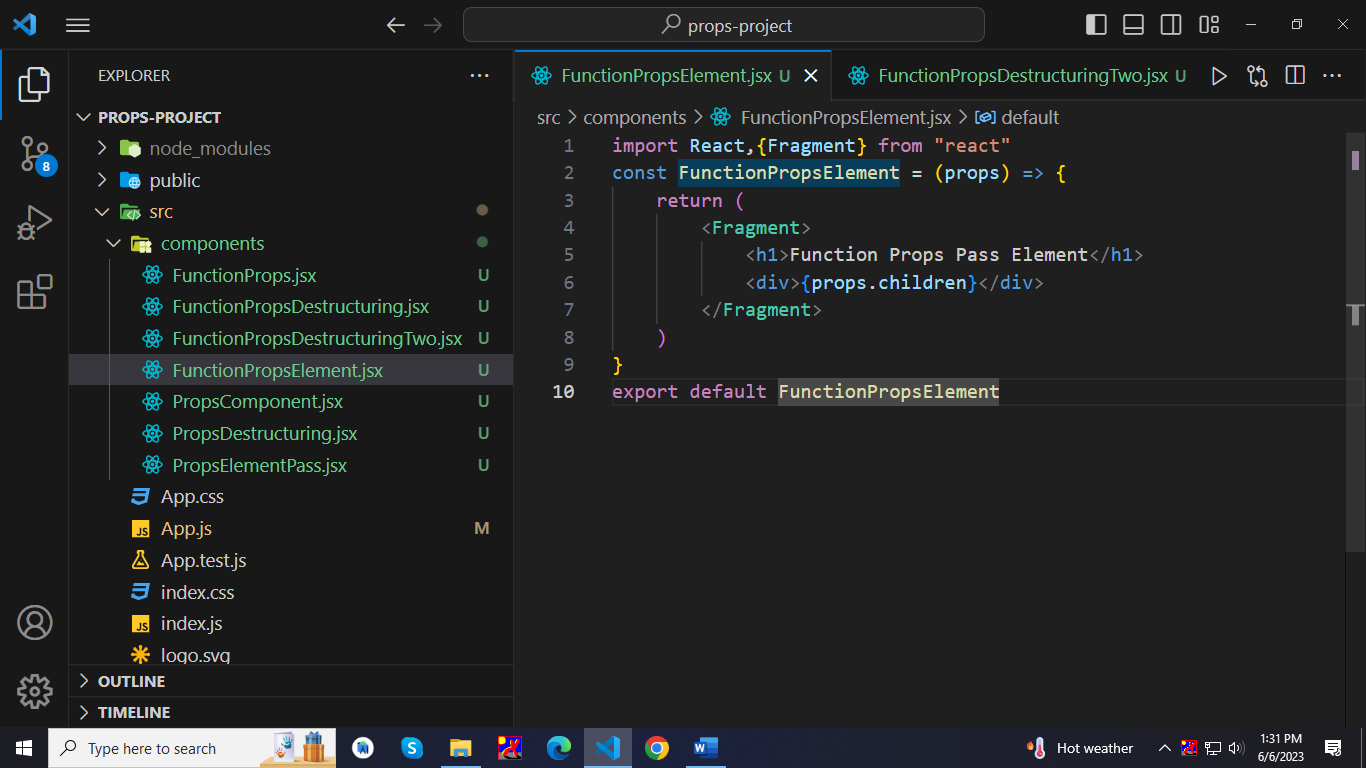 props-project
EXPLORER
PROPS-PROJECT
node_modules
public
src
components
FunctionProps.jsx U
FunctionPropsDestructuring.jsx U
FunctionPropsDestructuringTwo.jsx U
FunctionPropsElement.jsx U
PropsComponent.jsx U
PropsDestructuring.jsx U
PropsElementPass.jsx U
App.css
JS App.js M
App.test.js
index.css
JS index.js
logo.svg
OUTLINE
TIMELINE
8
FunctionPropsElement.jsx U
FunctionPropsDestructuringTwo.jsx U
src > components > FunctionPropsElement.jsx > default
1 import React,{Fragment} from "react"
2 const FunctionPropsElement = (props) => {
3 return (
4 <Fragment>
5 <h1>Function Props Pass Element</h1>
6 <div>{props.children}</div>
7 </Fragment>
8 )
9 }
10 export default FunctionPropsElement
Type here to search
Hot weather
1:31 PM
6/6/2023